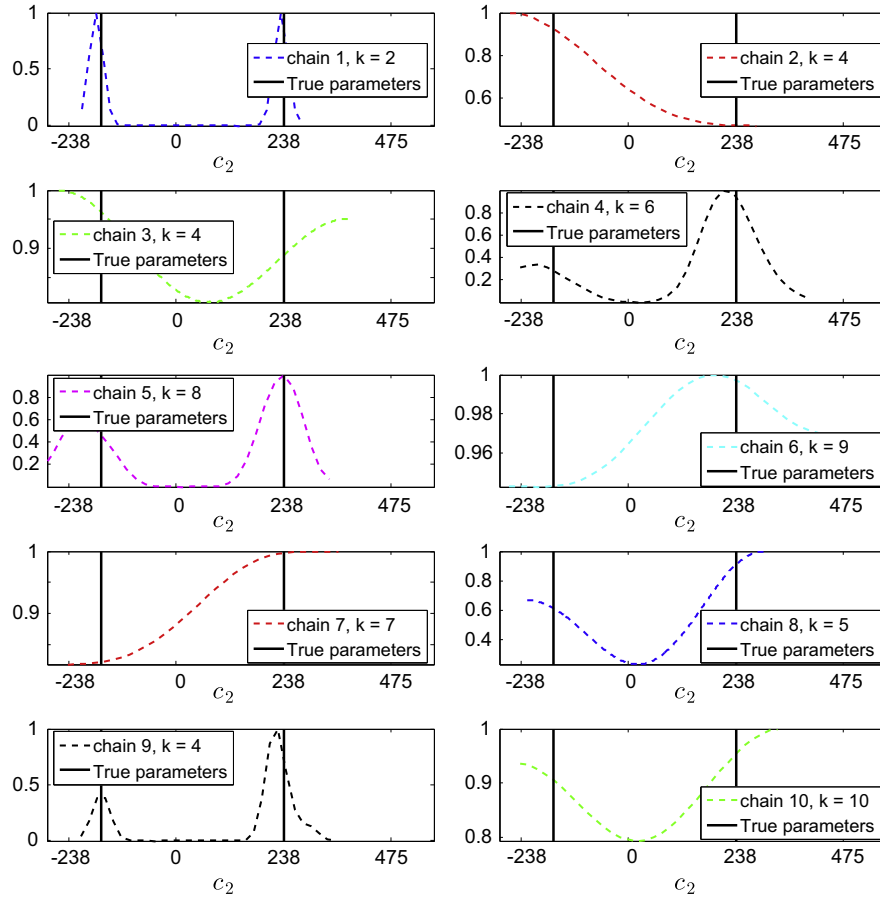 1
0.5
0
-238 0 238 475
c₂
chain 1, k = 2
True parameters
1
0.8
0.6
-238 0 238 475
c₂
chain 2, k = 4
True parameters
1
0.9
-238 0 238 475
c₂
chain 3, k = 4
True parameters
0.8
0.6
0.4
0.2
-238 0 238 475
c₂
chain 4, k = 6
True parameters
0.8
0.6
0.4
0.2
-238 0 238 475
c₂
chain 5, k = 8
True parameters
1
0.98
0.96
-238 0 238 475
c₂
chain 6, k = 9
True parameters
1
0.9
-238 0 238 475
c₂
chain 7, k = 7
True parameters
1
0.8
0.6
0.4
-238 0 238 475
c₂
chain 8, k = 5
True parameters
1
0.5
0
-238 0 238 475
c₂
chain 9, k = 4
True parameters
1
0.9
0.8
-238 0 238 475
c₂
chain 10, k = 10
True parameters